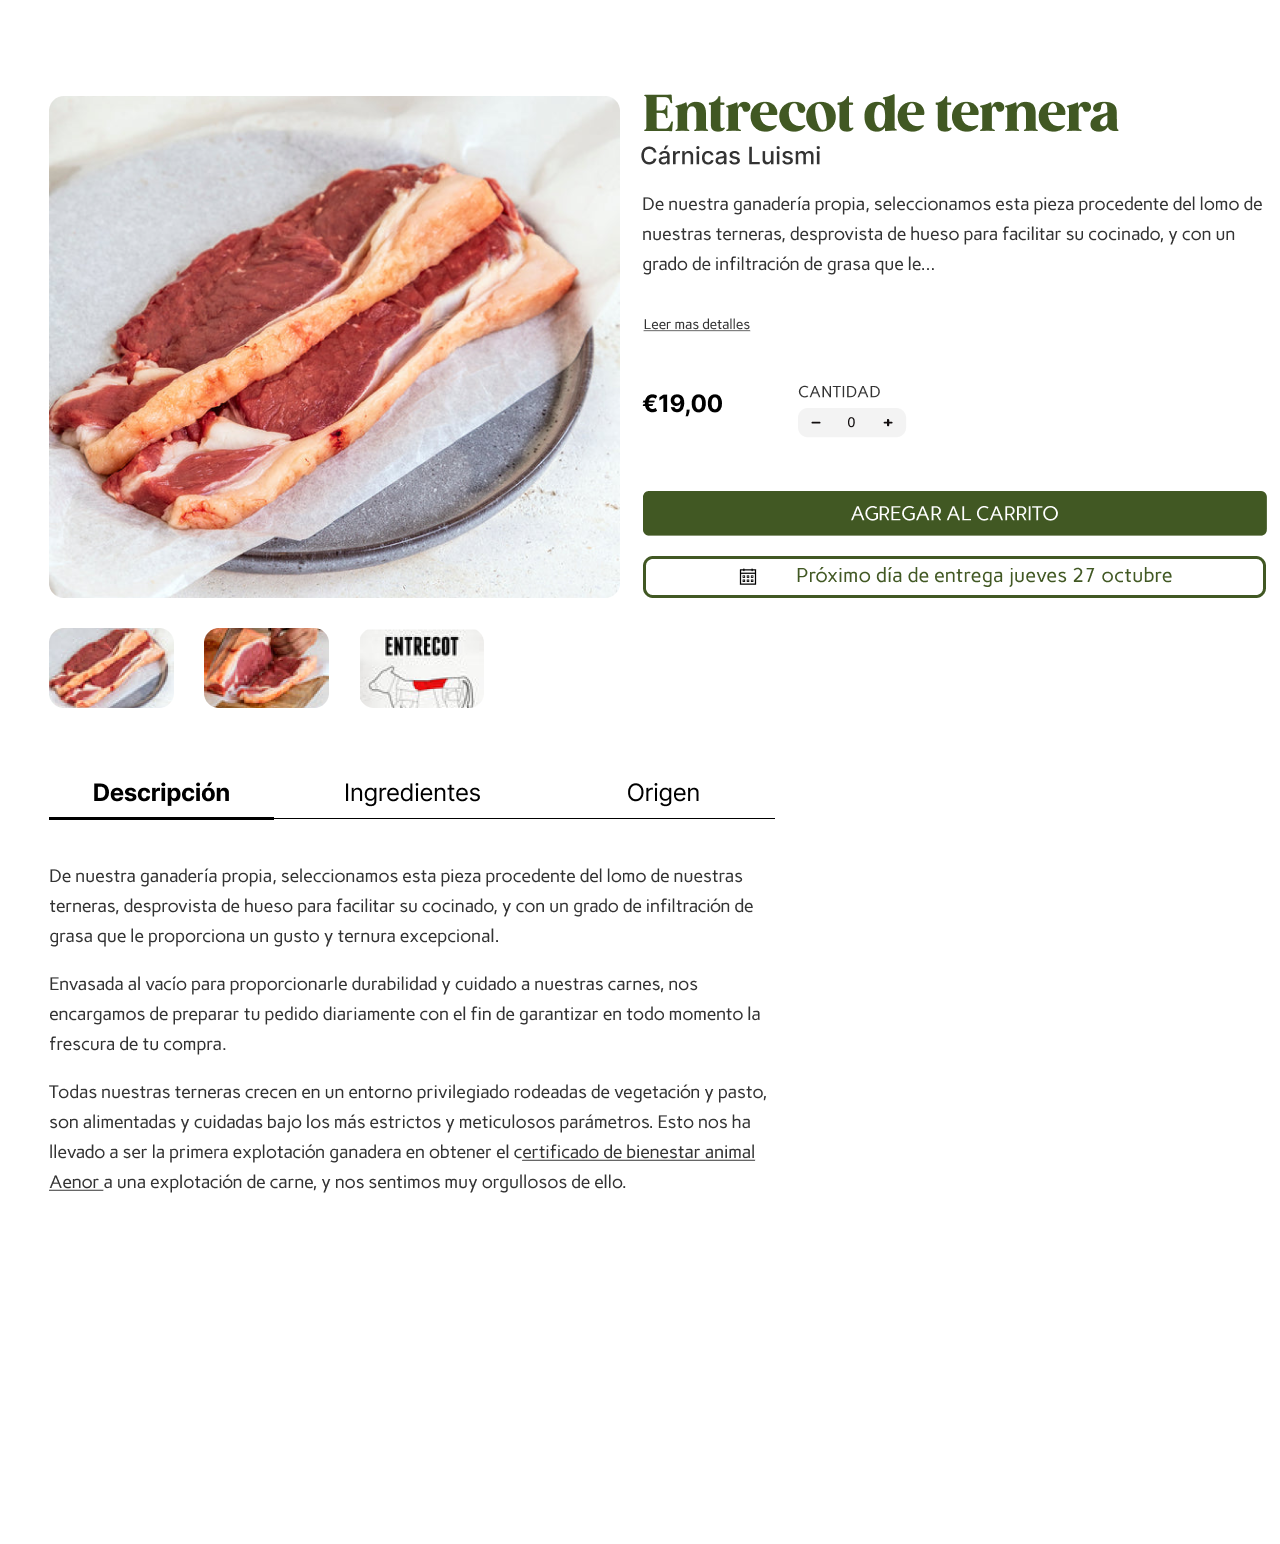 Entrecot de ternera
Cárnicas Luismi
De nuestra ganadería propia, seleccionamos esta pieza procedente del lomo de
nuestras terneras, desprovista de hueso para facilitar su cocinado, y con un
grado de infiltración de grasa que le...
Leer mas detalles
€19,00
CANTIDAD
− 0 +
AGREGAR AL CARRITO
Próximo día de entrega jueves 27 octubre
ENTRECOT
Descripción Ingredientes Origen
De nuestra ganadería propia, seleccionamos esta pieza procedente del lomo de nuestras
terneras, desprovista de hueso para facilitar su cocinado, y con un grado de infiltración de
grasa que le proporciona un gusto y ternura excepcional.
Envasada al vacío para proporcionarle durabilidad y cuidado a nuestras carnes, nos
encargamos de preparar tu pedido diariamente con el fin de garantizar en todo momento la
frescura de tu compra.
Todas nuestras terneras crecen en un entorno privilegiado rodeadas de vegetación y pasto,
son alimentadas y cuidadas bajo los más estrictos y meticulosos parámetros. Esto nos ha
llevado a ser la primera explotación ganadera en obtener el certificado de bienestar animal
Aenor a una explotación de carne, y nos sentimos muy orgullosos de ello.